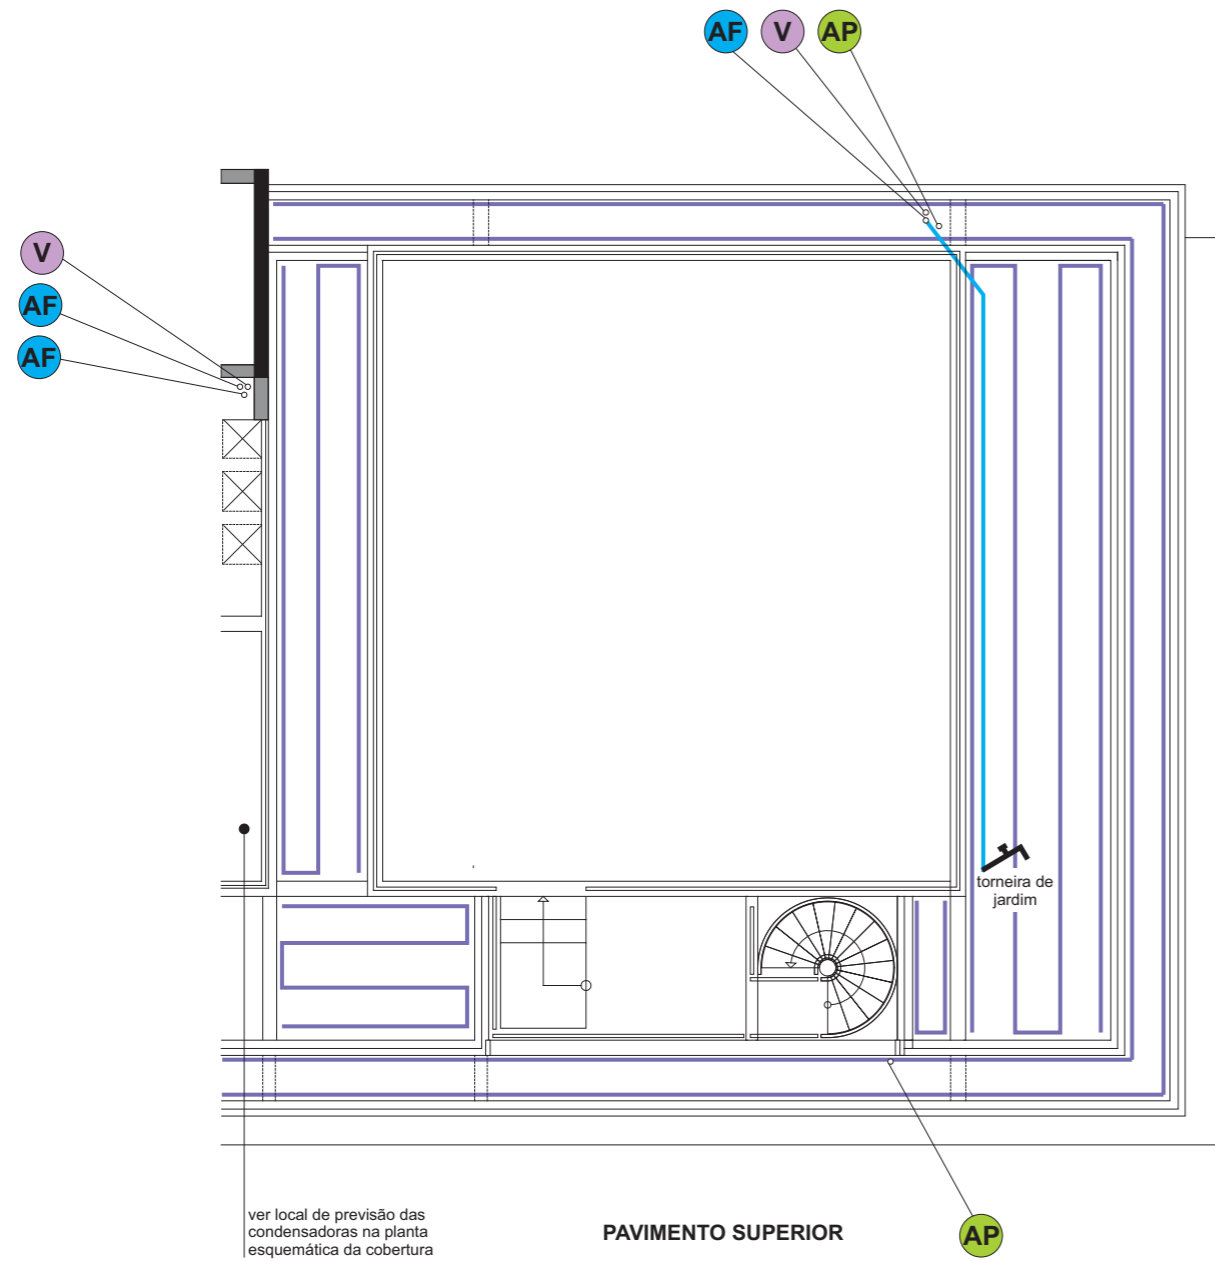 AF V AP
V
AF
AF
torneira de
jardim
ver local de previsão das
condensadoras na planta
esquemática da cobertura
PAVIMENTO SUPERIOR
AP